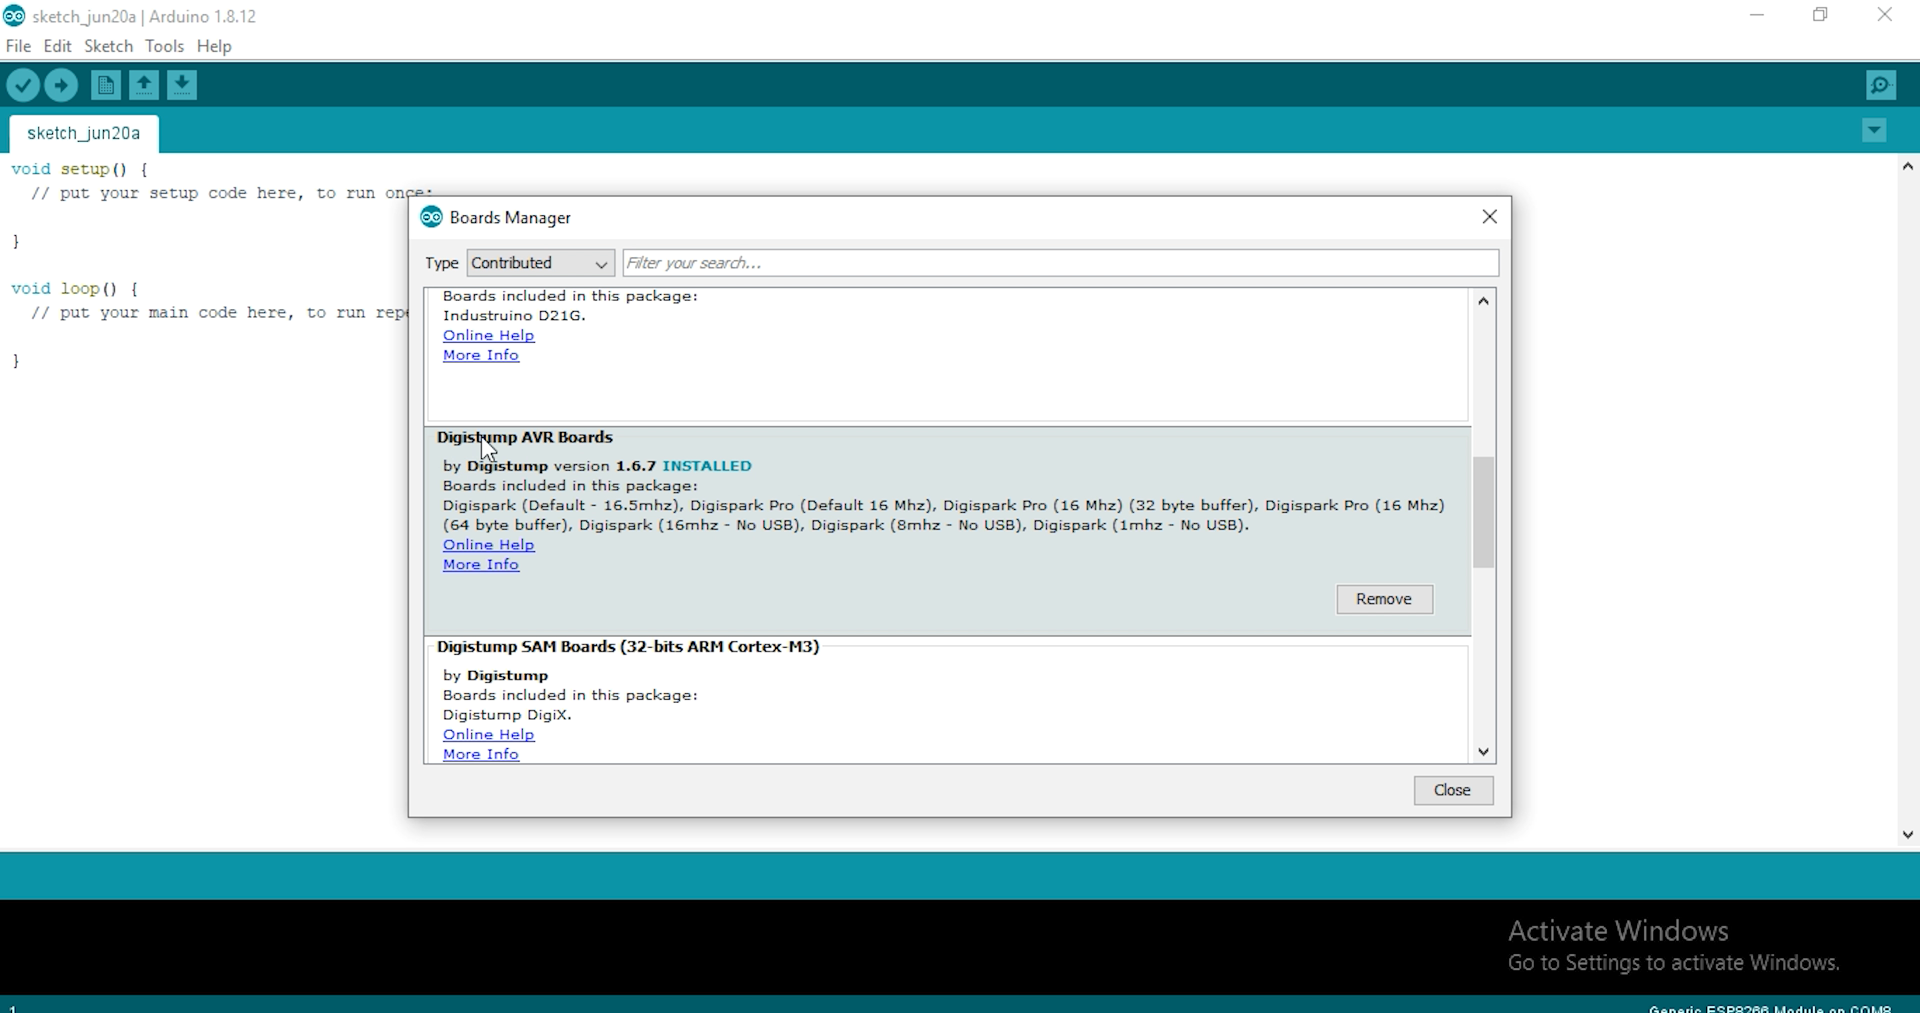 sketch_jun20a | Arduino 1.8.12
File Edit Sketch Tools Help
sketch_jun20a
void setup() {
// put your setup code here, to run once:
}
void loop() {
// put your main code here, to run repe
}
Boards Manager
Type Contributed Filter your search...
Boards included in this package:
Industruino D21G.
Online Help
More Info
Digistump AVR Boards
by Digistump version 1.6.7 INSTALLED
Boards included in this package:
Digispark (Default - 16.5mhz), Digispark Pro (Default 16 Mhz), Digispark Pro (16 Mhz) (32 byte buffer), Digispark Pro (16 Mhz)
(64 byte buffer), Digispark (16mhz - No USB), Digispark (8mhz - No USB), Digispark (1mhz - No USB).
Online Help
More Info
Remove
Digistump SAM Boards (32-bits ARM Cortex-M3)
by Digistump
Boards included in this package:
Digistump DigiX.
Online Help
More Info
Close
Activate Windows
Go to Settings to activate Windows.
1 Generic ESP8266 Module on COM8